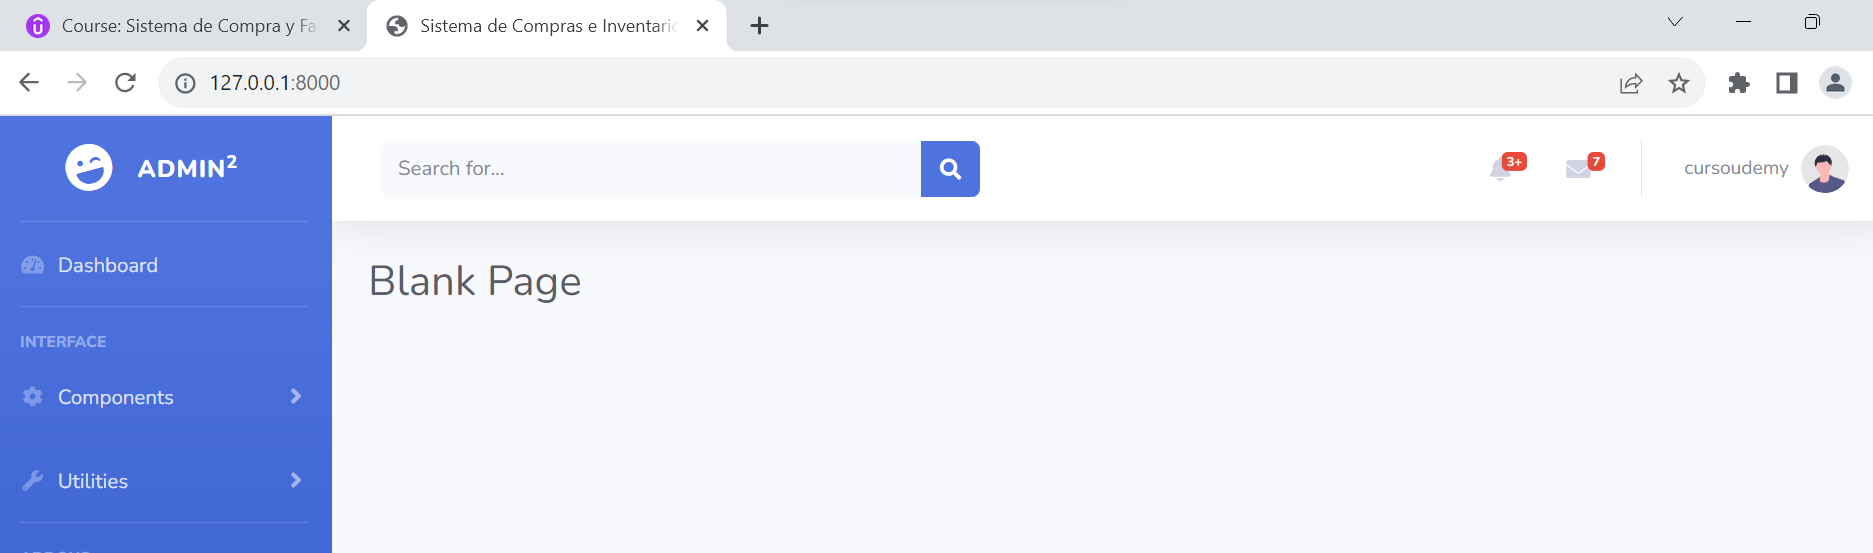 Course: Sistema de Compra y Fa
Sistema de Compras e Inventario
127.0.0.1:8000
ADMIN²
Search for...
3+
7
cursoudemy
Dashboard
Blank Page
INTERFACE
Components
Utilities